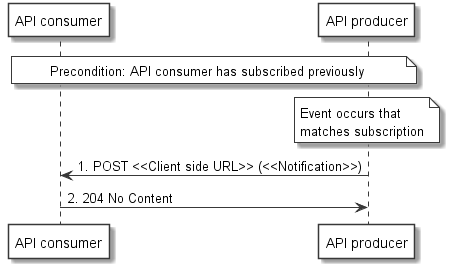 API consumer
API producer
Precondition: API consumer has subscribed previously
Event occurs that
matches subscription
1. POST <<Client side URL>> (<<Notification>>)
2. 204 No Content
API consumer
API producer